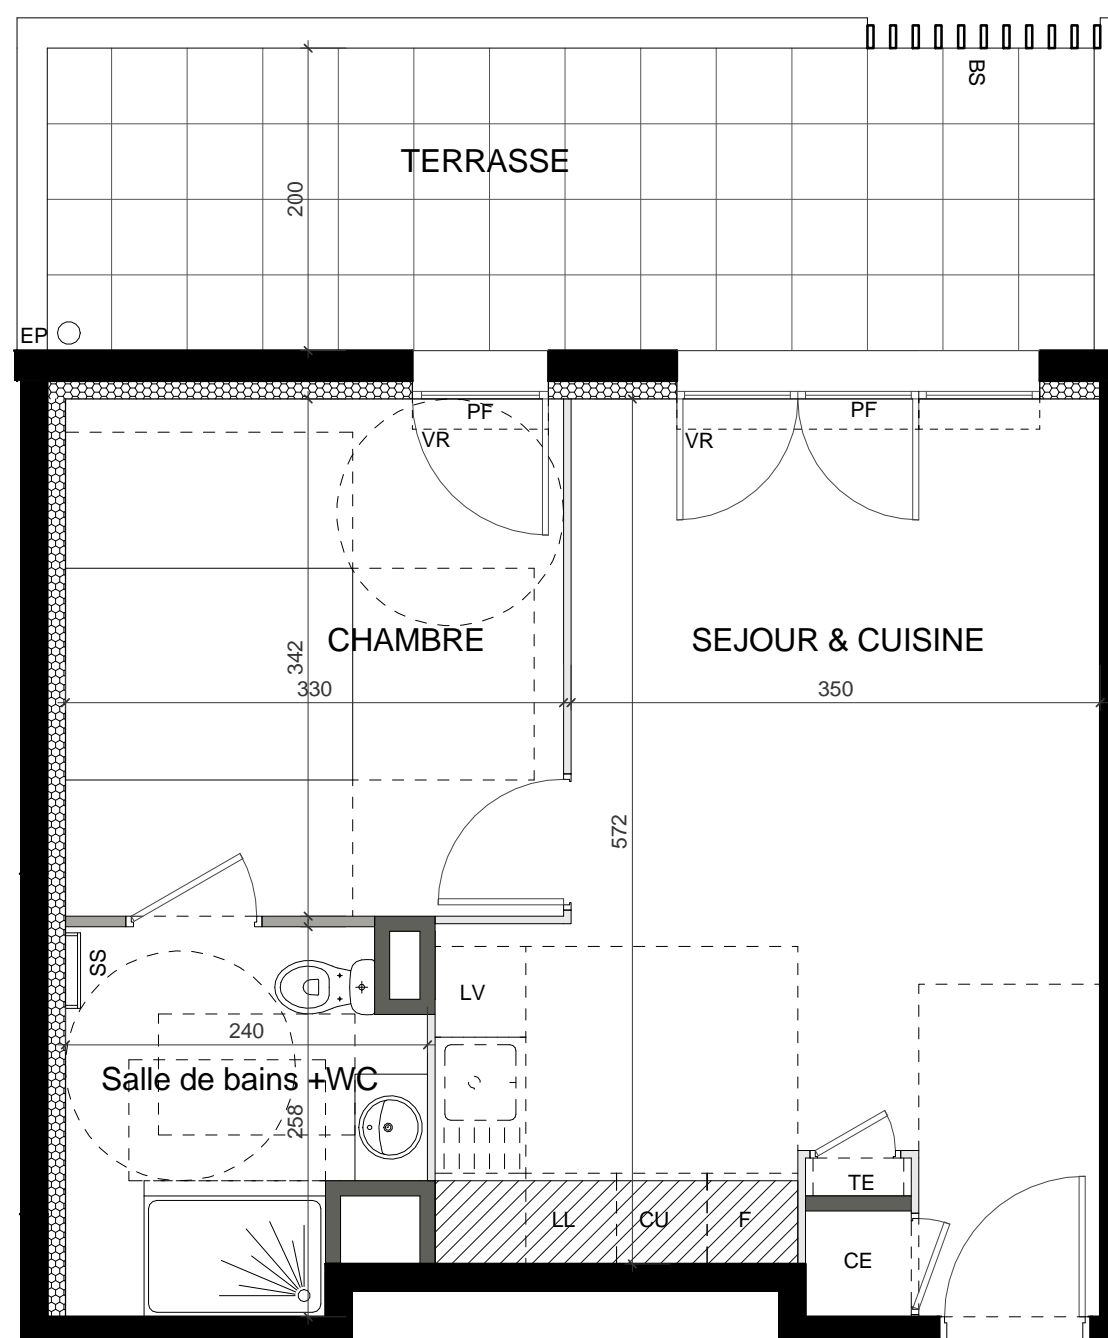 BS
TERRASSE
200
EP
PF
VR
PF
VR
CHAMBRE
SEJOUR & CUISINE
342
330
350
572
SS
LV
240
Salle de bains +WC
258
TE
LL
CU
F
CE